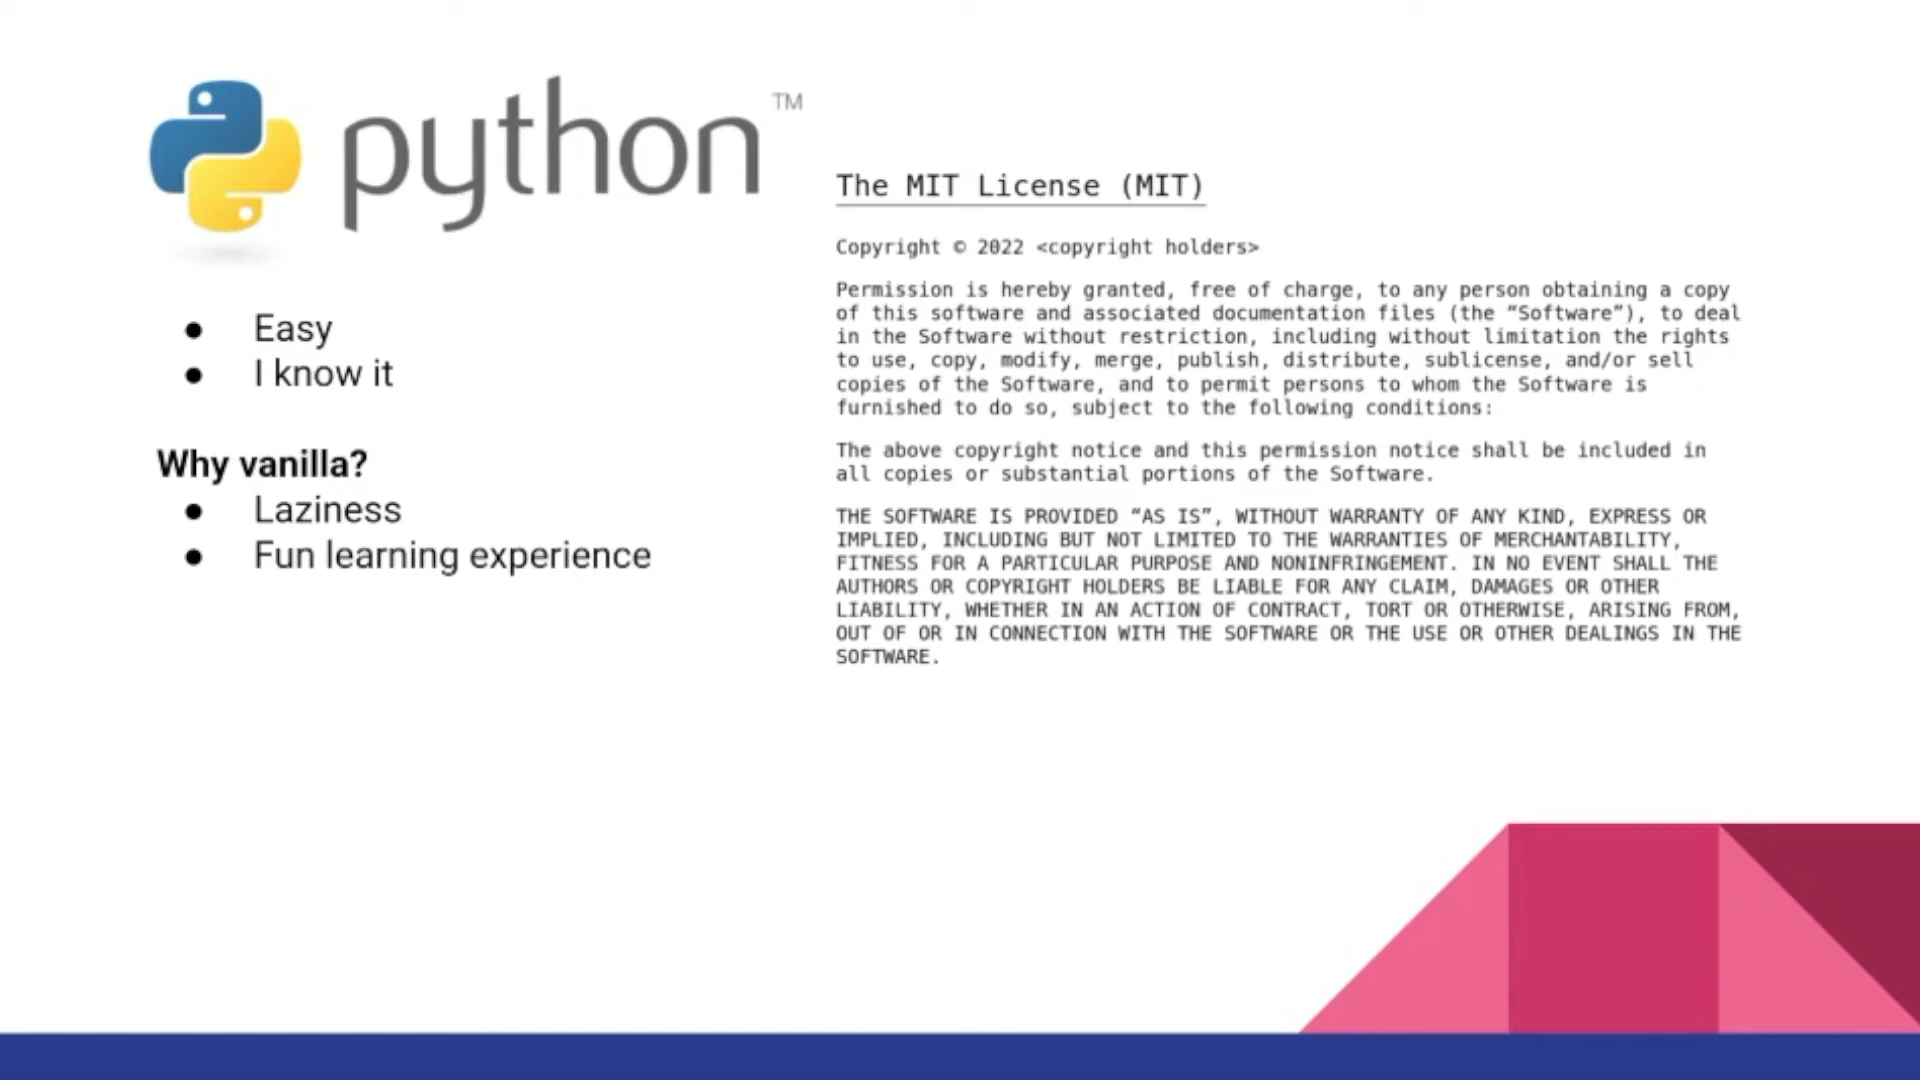 python™
Easy
I know it
Why vanilla?
Laziness
Fun learning experience
The MIT License (MIT)
Copyright © 2022 <copyright holders>
Permission is hereby granted, free of charge, to any person obtaining a copy
of this software and associated documentation files (the “Software”), to deal
in the Software without restriction, including without limitation the rights
to use, copy, modify, merge, publish, distribute, sublicense, and/or sell
copies of the Software, and to permit persons to whom the Software is
furnished to do so, subject to the following conditions:
The above copyright notice and this permission notice shall be included in
all copies or substantial portions of the Software.
THE SOFTWARE IS PROVIDED “AS IS”, WITHOUT WARRANTY OF ANY KIND, EXPRESS OR
IMPLIED, INCLUDING BUT NOT LIMITED TO THE WARRANTIES OF MERCHANTABILITY,
FITNESS FOR A PARTICULAR PURPOSE AND NONINFRINGEMENT. IN NO EVENT SHALL THE
AUTHORS OR COPYRIGHT HOLDERS BE LIABLE FOR ANY CLAIM, DAMAGES OR OTHER
LIABILITY, WHETHER IN AN ACTION OF CONTRACT, TORT OR OTHERWISE, ARISING FROM,
OUT OF OR IN CONNECTION WITH THE SOFTWARE OR THE USE OR OTHER DEALINGS IN THE
SOFTWARE.